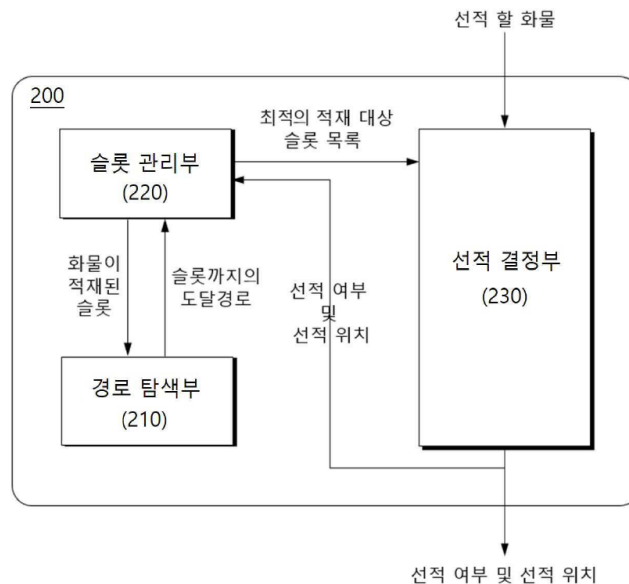 선적 할 화물
200
최적의 적재 대상
슬롯 목록
슬롯 관리부
(220)
선적 결정부
(230)
화물이
적재된
슬롯
슬롯까지의
도달경로
선적 여부
및
선적 위치
경로 탐색부
(210)
선적 여부 및 선적 위치